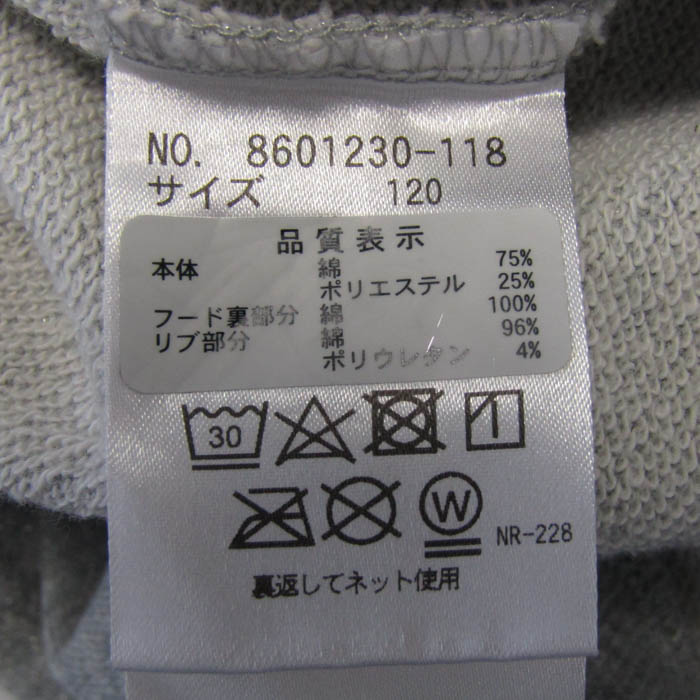 NO. 8601230-118
サイズ 120
品質表示
本体 綿 75%
ポリエステル 25%
フード裏部分 綿 100%
リブ部分 綿 96%
ポリウレタン 4%
30
W
NR-228
裏返してネット使用